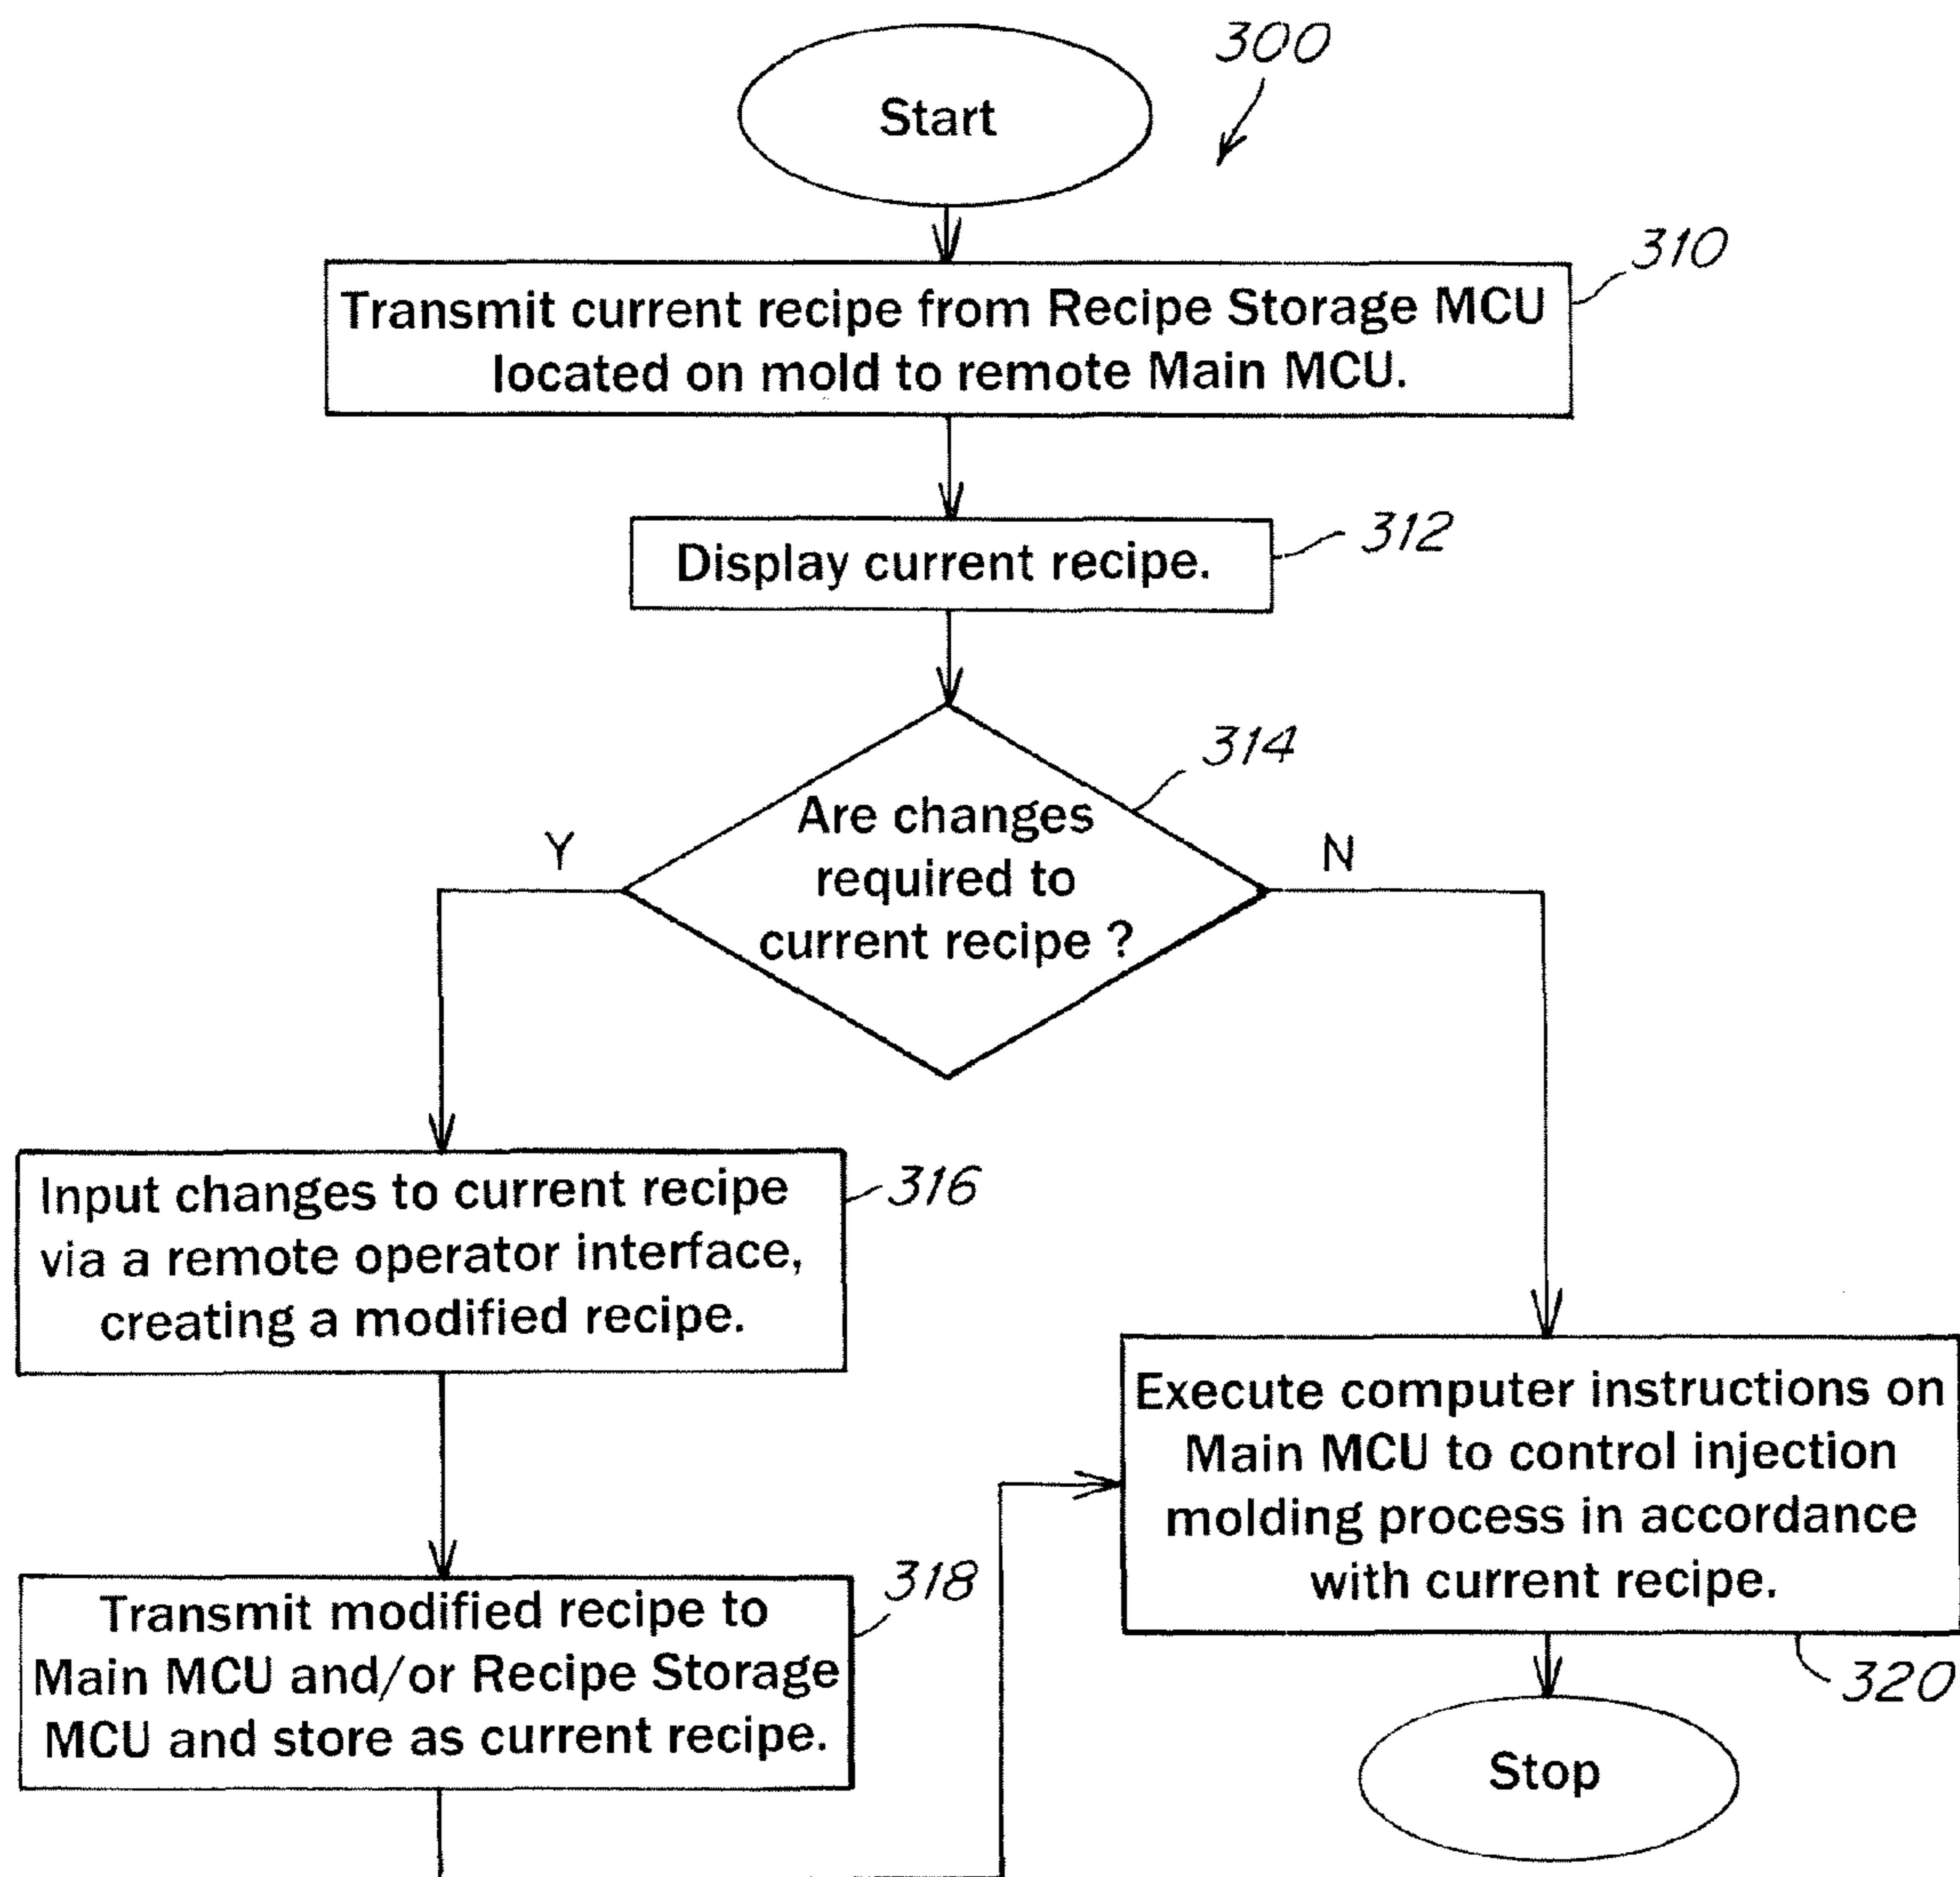 Start
300
310
Transmit current recipe from Recipe Storage MCU
located on mold to remote Main MCU.
312
Display current recipe.
314
Are changes
required to
current recipe ?
Y
N
316
Input changes to current recipe
via a remote operator interface,
creating a modified recipe.
Execute computer instructions on
Main MCU to control injection
molding process in accordance
with current recipe.
318
Transmit modified recipe to
Main MCU and/or Recipe Storage
MCU and store as current recipe.
320
Stop